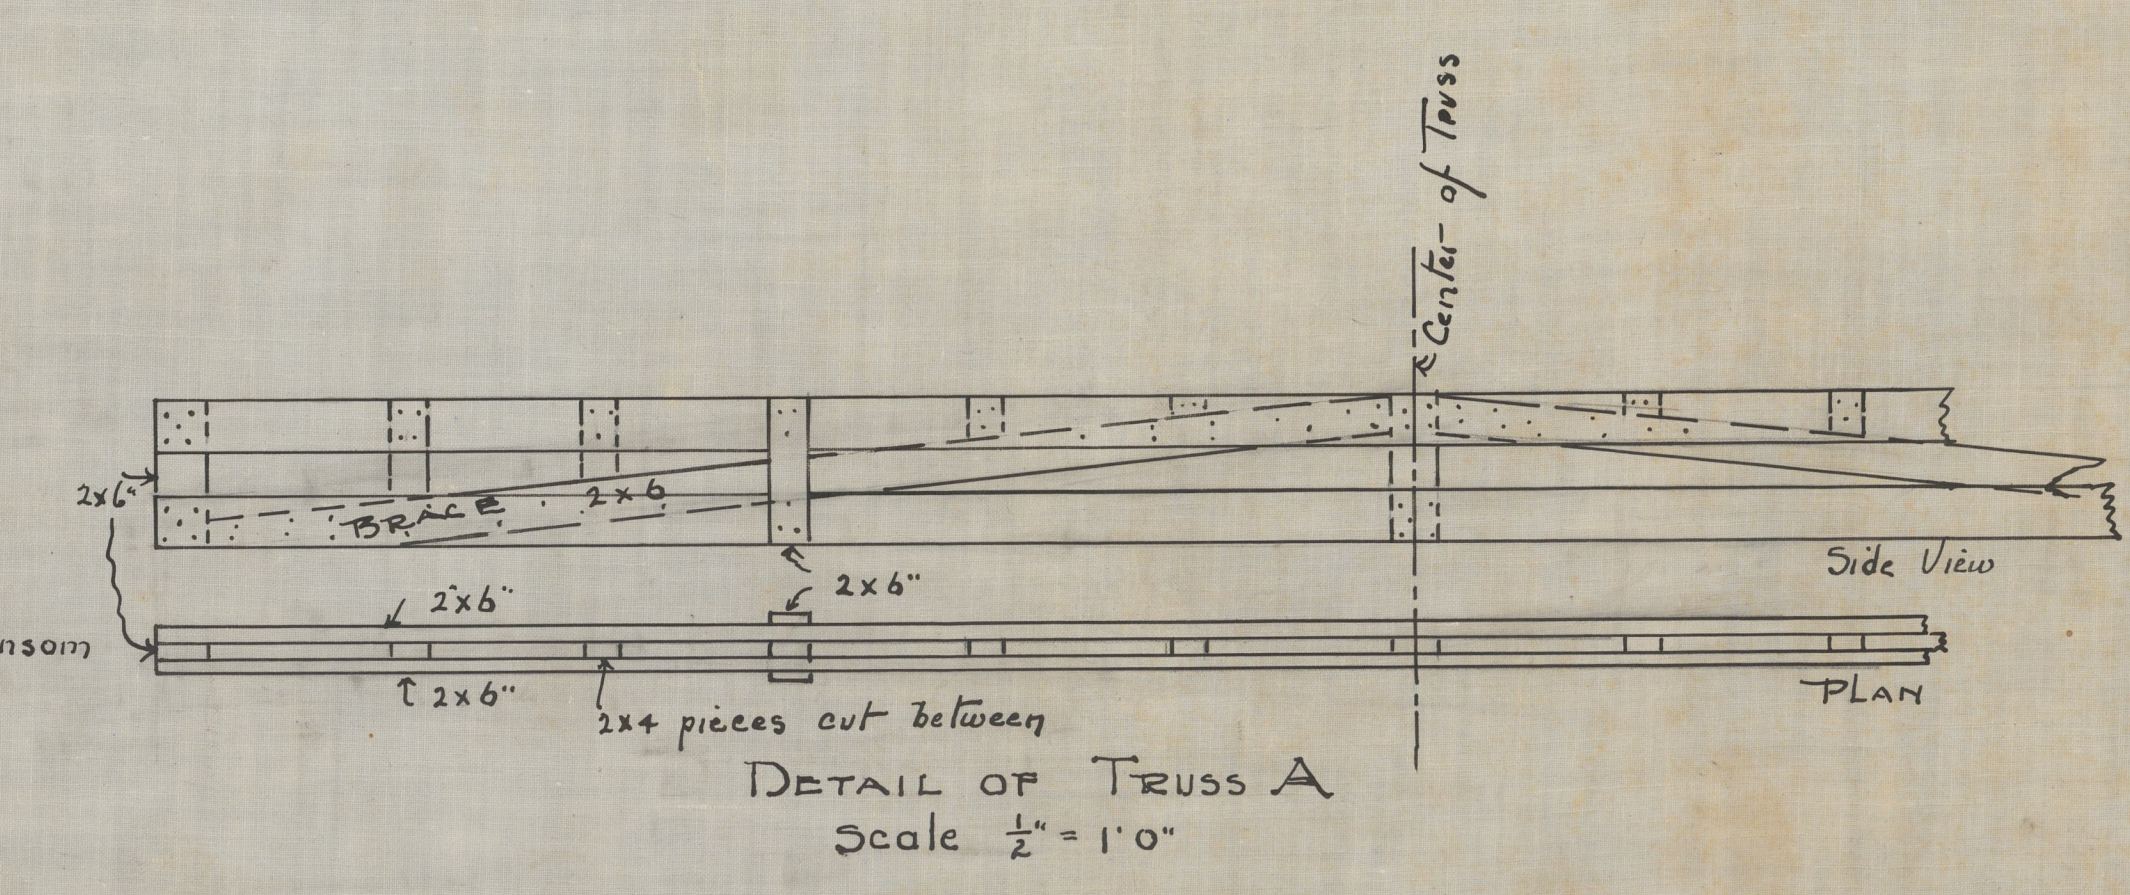 Center of Truss
2x6"
BRACE
2x6
2x6"
Side View
2x6"
nsom
2x6"
2x4 pieces cut between
PLAN
DETAIL OF TRUSS A
Scale ½" = 1'0"